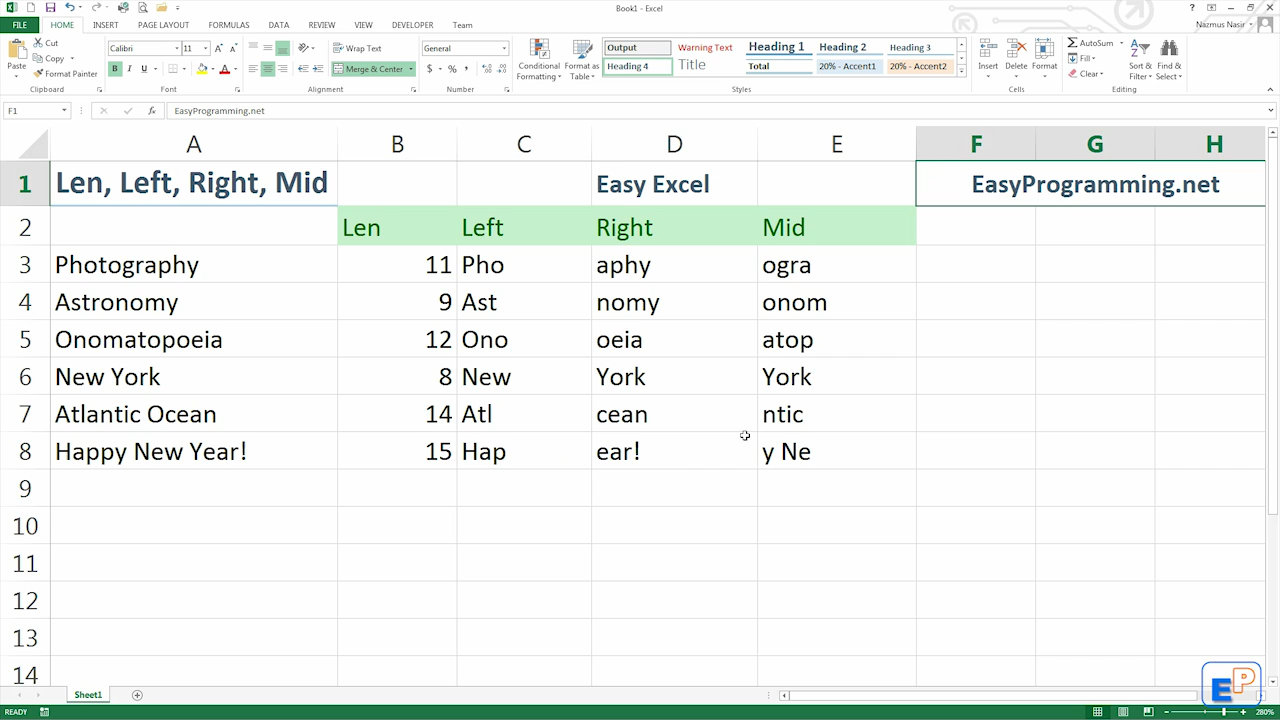 Book1 - Excel
Nazmus Nasir
FILE HOME INSERT PAGE LAYOUT FORMULAS DATA REVIEW VIEW DEVELOPER Team
Paste Cut Copy Format Painter Clipboard
Calibri 11 B I U A Font
Wrap Text Merge & Center Alignment
General $ % , Number
Conditional Formatting Format as Table
Output Warning Text Heading 1 Heading 2 Heading 3
Heading 4 Title Total 20% - Accent1 20% - Accent2
Styles
Insert Delete Format Cells
AutoSum Fill Clear Sort & Filter Find & Select Editing
F1 fx EasyProgramming.net
A B C D E F G H
1 Len, Left, Right, Mid Easy Excel EasyProgramming.net
2 Len Left Right Mid
3 Photography 11 Pho aphy ogra
4 Astronomy 9 Ast nomy onom
5 Onomatopoeia 12 Ono oeia atop
6 New York 8 New York York
7 Atlantic Ocean 14 Atl cean ntic
8 Happy New Year! 15 Hap ear! y Ne
9
10
11
12
13
14
Sheet1
EP
READY 280%